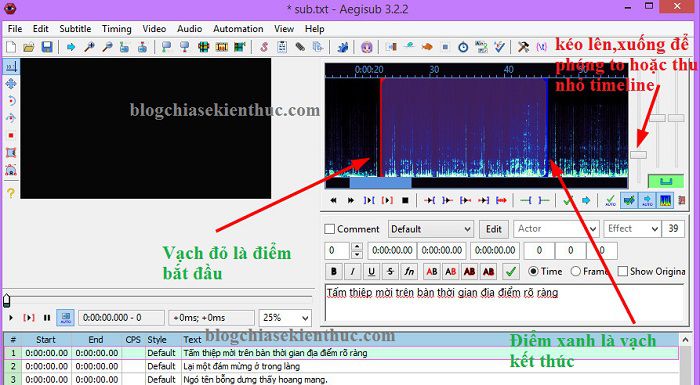 * sub.txt - Aegisub 3.2.2
File Edit Subtitle Timing Video Audio Automation View Help
kéo lên,xuống để
phóng to hoặc thu
nhỏ timeline
0:00:20 30 40
blogchiasekienthuc.com
Vạch đỏ là điểm
bắt đầu
Comment Default Edit Actor Effect 39
0 0:00:00.00 0:00:00.00 0:00:00.00 0 0 0
B I U S fn AB AB AB AB Time Frame Show Origina
Tấm thiệp mời trên bàn thời gian địa điểm rõ ràng
0:00:00.000 - 0 +0ms; +0ms 25% AUTO
Điểm xanh là vạch
kết thúc
blogchiasekienthuc.com
# Start End CPS Style Text
1 0:00:00.00 0:00:00.00 Default Tấm thiệp mời trên bàn thời gian địa điểm rõ ràng
2 0:00:00.00 0:00:00.00 Default Lại một đám mừng ở trong làng
3 0:00:00.00 0:00:00.00 Default Ngó tên bỗng dưng thấy hoang mang.